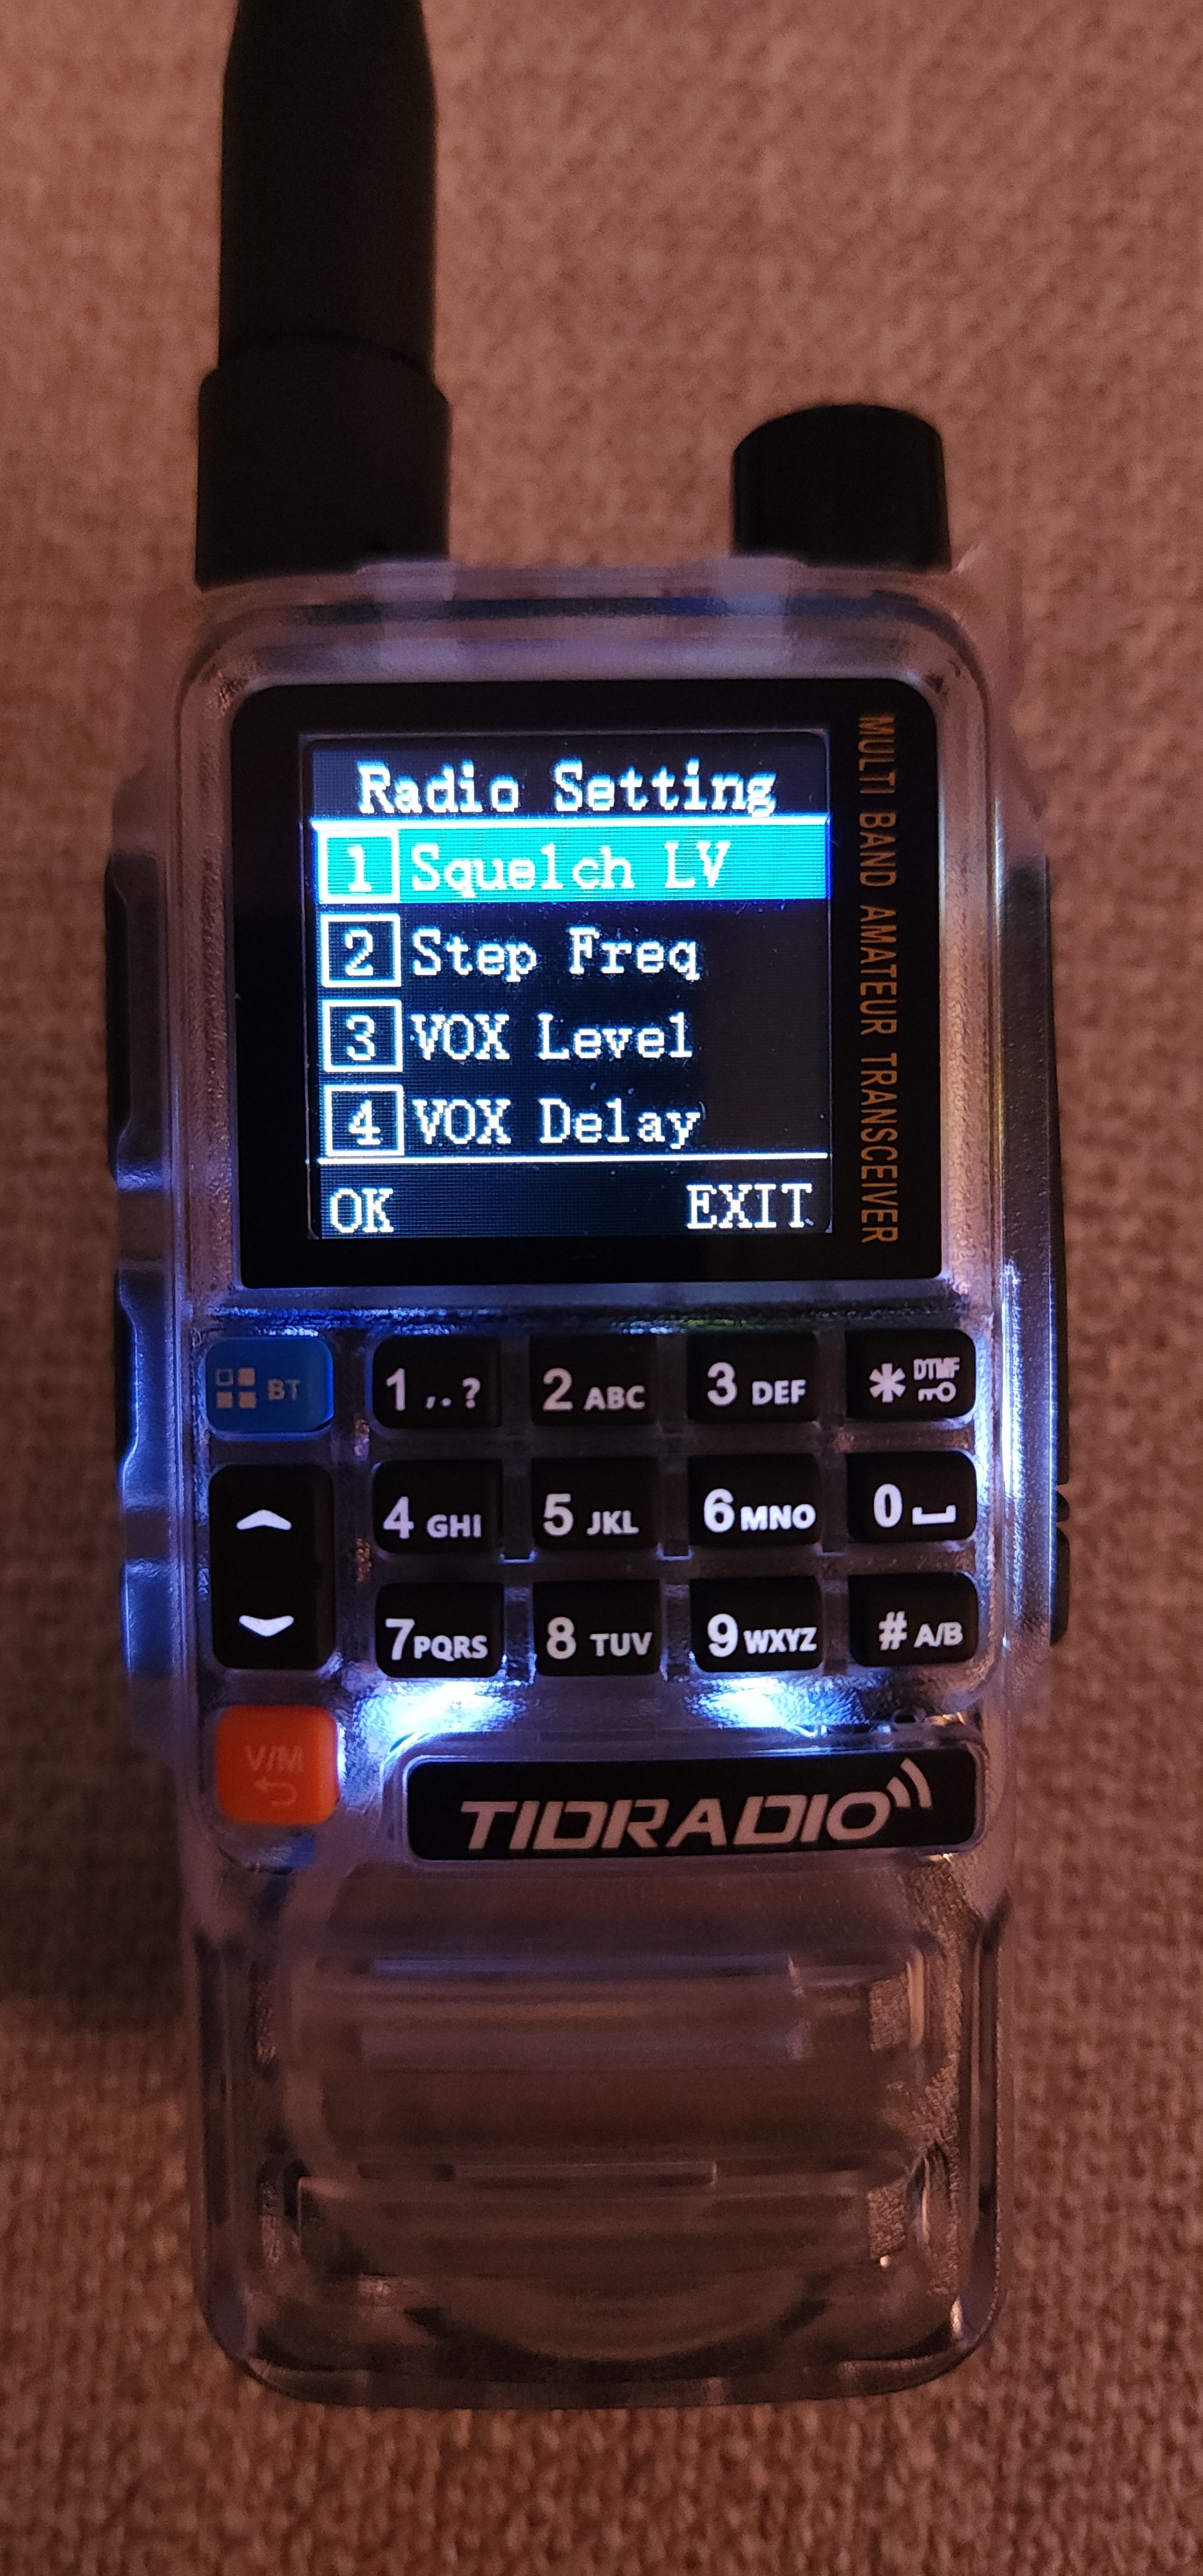 Radio Setting
1 Squelch LV
2 Step Freq
3 VOX Level
4 VOX Delay
OK EXIT
MULTI BAND AMATEUR TRANSCEIVER
BT 1 ,.? 2 ABC 3 DEF * DTMF
4 GHI 5 JKL 6 MNO 0
7 PQRS 8 TUV 9 WXYZ # A/B
V/M
TIDRADIO